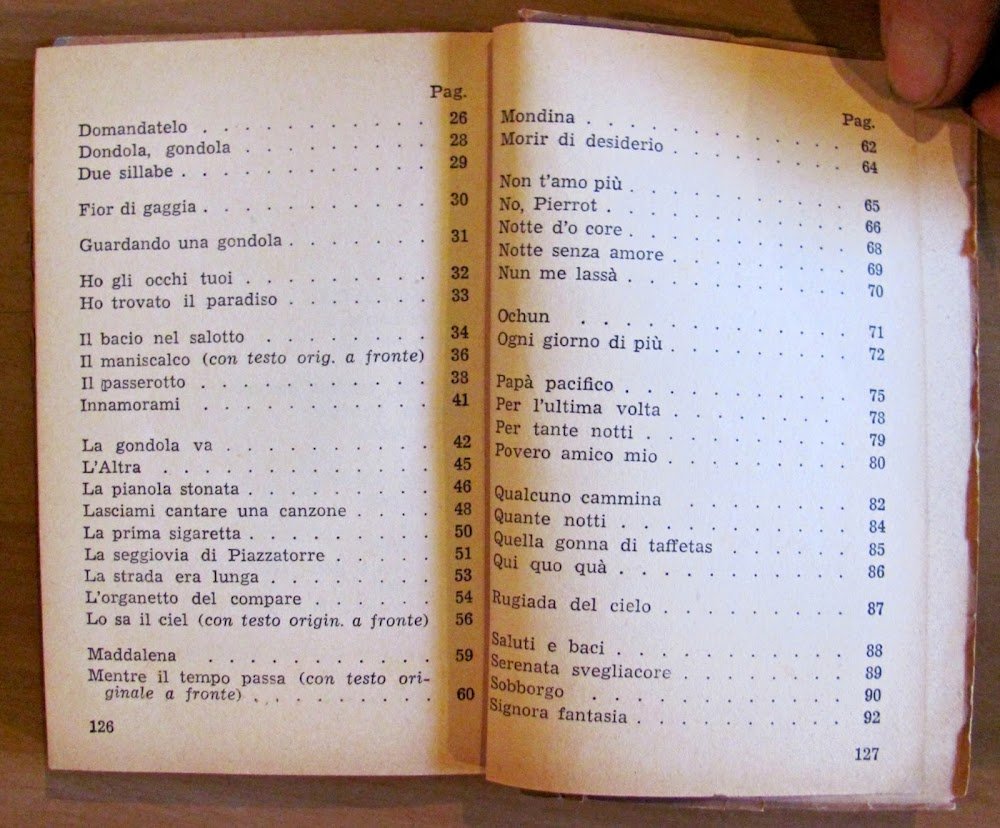 Pag.
Domandatelo . . . . . . . . . . 26
Dondola, gondola . . . . . . . . 28
Due sillabe . . . . . . . . . . . 29
Fior di gaggia . . . . . . . . . . 30
Guardando una gondola . . . . . . 31
Ho gli occhi tuoi . . . . . . . . 32
Ho trovato il paradiso . . . . . . 33
Il bacio nel salotto . . . . . . . 34
Il maniscalco (con testo orig. a fronte) 36
Il passerotto . . . . . . . . . . 38
Innamorami . . . . . . . . . . 41
La gondola va . . . . . . . . . 42
L'Altra . . . . . . . . . . . . 45
La pianola stonata . . . . . . . . 46
Lasciami cantare una canzone . . . . 48
La prima sigaretta . . . . . . . . 50
La seggiovia di Piazzatorre . . . . . 51
La strada era lunga . . . . . . . 53
L'organetto del compare . . . . . . 54
Lo sa il ciel (con testo origin. a fronte) 56
Maddalena . . . . . . . . . . 59
Mentre il tempo passa (con testo ori-
ginale a fronte) . . . . . . . . . 60
126
Pag.
Mondina . . . . . . . . . . . 62
Morir di desiderio . . . . . . . . 64
Non t'amo più . . . . . . . . . 65
No, Pierrot . . . . . . . . . . 66
Notte d'o core . . . . . . . . . 68
Notte senza amore . . . . . . . . 69
Nun me lassà . . . . . . . . . . 70
Ochun . . . . . . . . . . . . 71
Ogni giorno di più . . . . . . . . 72
Papà pacifico . . . . . . . . . . 75
Per l'ultima volta . . . . . . . . 78
Per tante notti . . . . . . . . . 79
Povero amico mio . . . . . . . . 80
Qualcuno cammina . . . . . . . . 82
Quante notti . . . . . . . . . . 84
Quella gonna di taffetas . . . . . . 85
Qui quo quà . . . . . . . . . . 86
Rugiada del cielo . . . . . . . . 87
Saluti e baci . . . . . . . . . . 88
Serenata svegliacore . . . . . . . . 89
Sobborgo . . . . . . . . . . . 90
Signora fantasia . . . . . . . . . 92
127